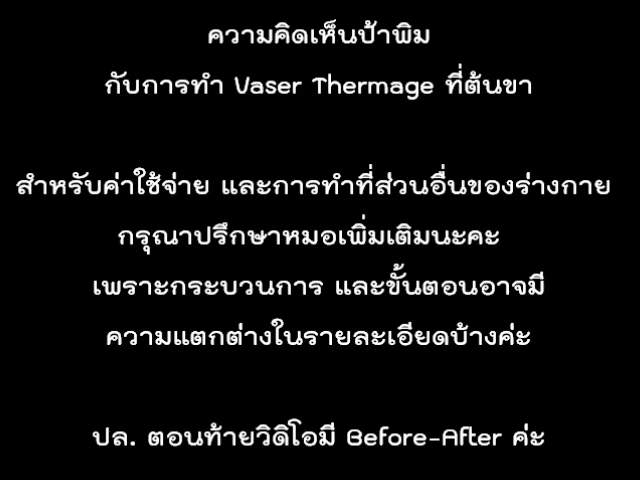 ความคิดเห็นป้าพิม
กับการทำ Vaser Thermage ที่ต้นขา
สำหรับค่าใช้จ่าย และการทำที่ส่วนอื่นของร่างกาย
กรุณาปรึกษาหมอเพิ่มเติมนะคะ
เพราะกระบวนการ และขั้นตอนอาจมี
ความแตกต่างในรายละเอียดบ้างค่ะ
ปล. ตอนท้ายวิดิโอมี Before-After ค่ะ